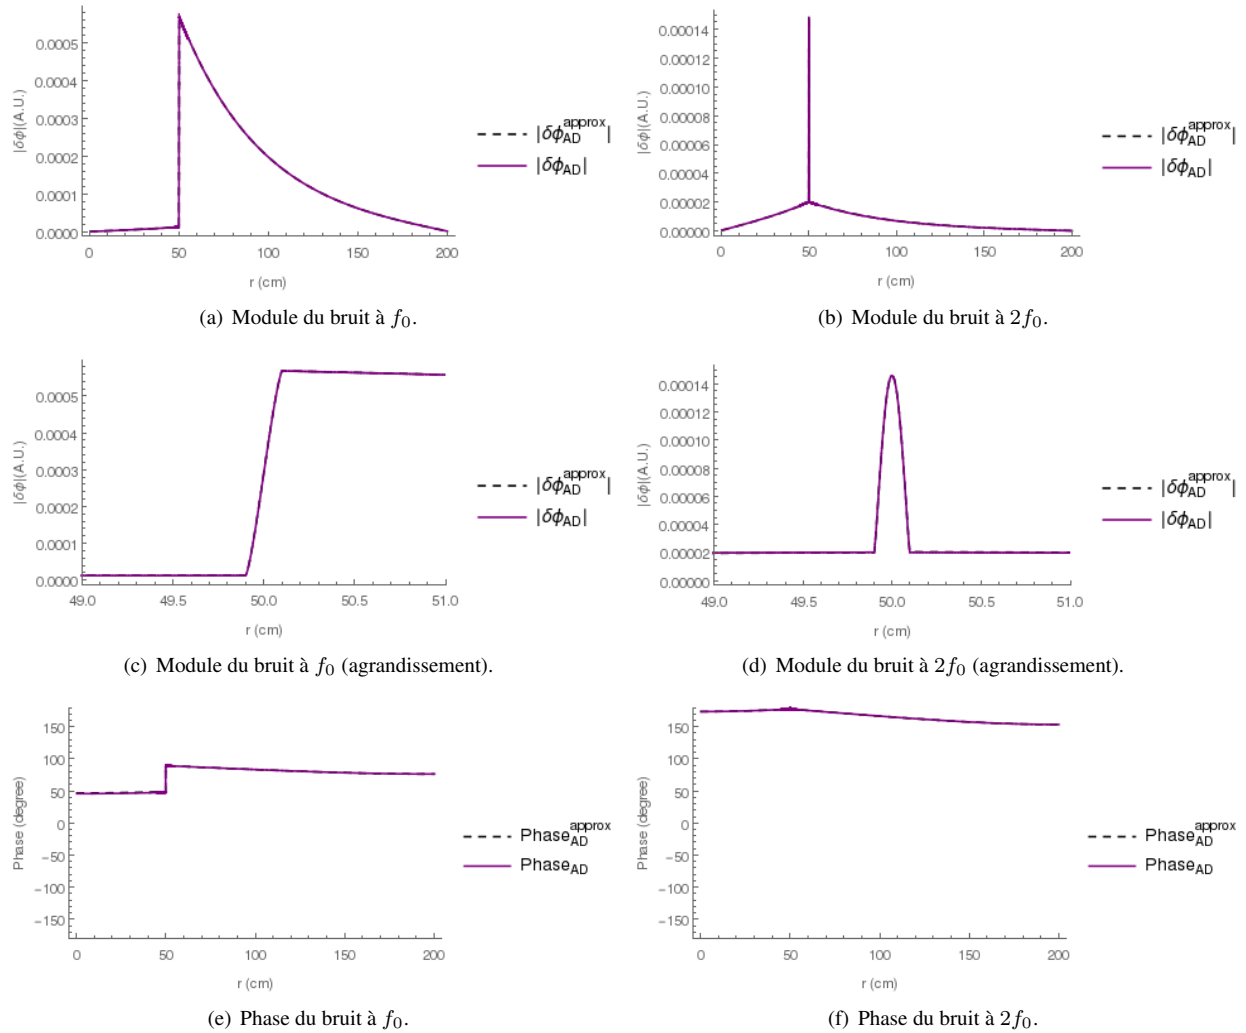 |δϕ|(A.U.)
0.0005
0.0004
0.0003
0.0002
0.0001
0.0000
0 50 100 150 200
r (cm)
|δϕ_AD^approx|
|δϕ_AD|
(a) Module du bruit à f_0.
|δϕ|(A.U.)
0.00014
0.00012
0.00010
0.00008
0.00006
0.00004
0.00002
0.00000
0 50 100 150 200
r (cm)
|δϕ_AD^approx|
|δϕ_AD|
(b) Module du bruit à 2f_0.
|δϕ|(A.U.)
0.0005
0.0004
0.0003
0.0002
0.0001
0.0000
49.0 49.5 50.0 50.5 51.0
r (cm)
|δϕ_AD^approx|
|δϕ_AD|
(c) Module du bruit à f_0 (agrandissement).
|δϕ|(A.U.)
0.00014
0.00012
0.00010
0.00008
0.00006
0.00004
0.00002
0.00000
49.0 49.5 50.0 50.5 51.0
r (cm)
|δϕ_AD^approx|
|δϕ_AD|
(d) Module du bruit à 2f_0 (agrandissement).
Phase (degree)
150
100
50
0
−50
−100
−150
0 50 100 150 200
r (cm)
Phase_AD^approx
Phase_AD
(e) Phase du bruit à f_0.
Phase (degree)
150
100
50
0
−50
−100
−150
0 50 100 150 200
r (cm)
Phase_AD^approx
Phase_AD
(f) Phase du bruit à 2f_0.